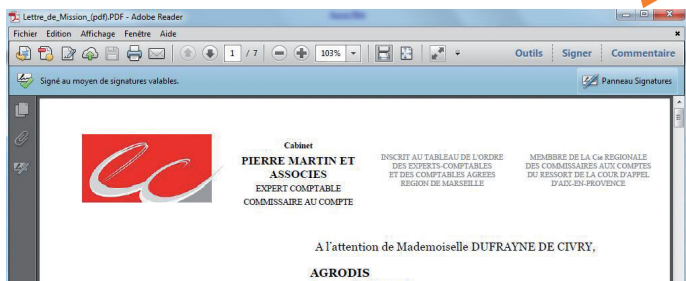 Lettre_de_Mission_(pdf).PDF - Adobe Reader
Fichier Edition Affichage Fenêtre Aide
1 / 7 103% Outils Signer Commentaire
Signé au moyen de signatures valables. Panneau Signatures
Cabinet
PIERRE MARTIN ET
ASSOCIES
EXPERT COMPTABLE
COMMISSAIRE AU COMPTE
INSCRIT AU TABLEAU DE L'ORDRE
DES EXPERTS-COMPTABLES
ET DES COMPTABLES AGREES
REGION DE MARSEILLE
MEMBRE DE LA Cie REGIONALE
DES COMMISSAIRES AUX COMPTES
DU RESSORT DE LA COUR D'APPEL
D'AIX-EN-PROVENCE
A l'attention de Mademoiselle DUFRAYNE DE CIVRY,
AGRODIS